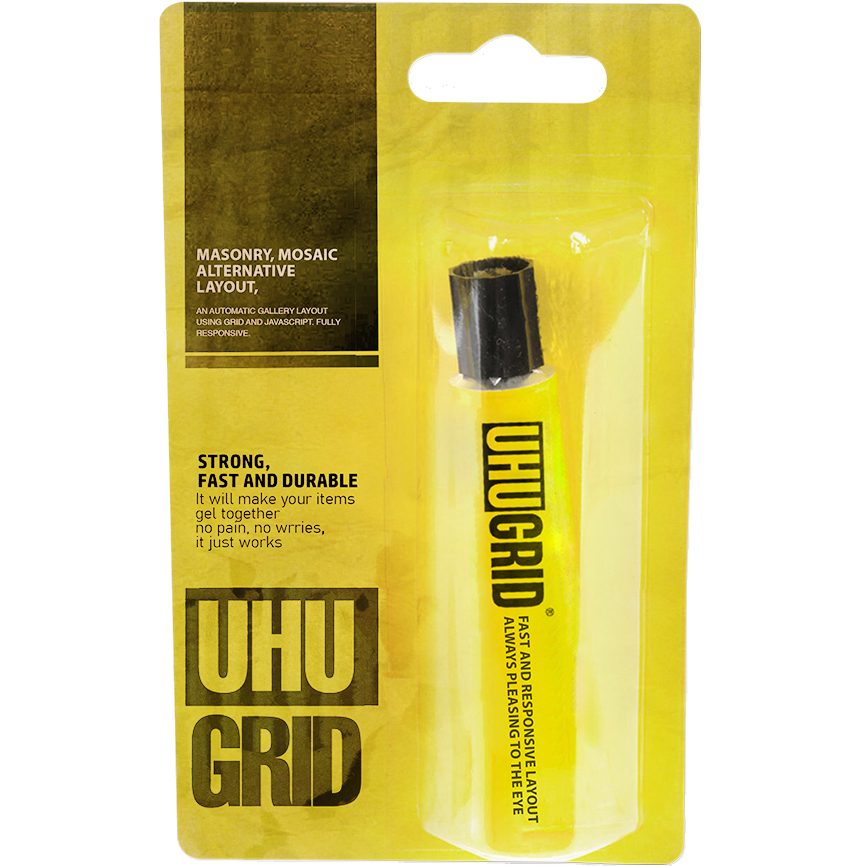 MASONRY, MOSAIC
ALTERNATIVE
LAYOUT,
AN AUTOMATIC GALLERY LAYOUT
USING GRID AND JAVASCRIPT. FULLY
RESPONSIVE.
STRONG,
FAST AND DURABLE
It will make your items
gel together
no pain, no wrries,
it just works
UHU
GRID
UHUGRID®
FAST AND RESPONSIVE LAYOUT
ALWAYS PLEASING TO THE EYE